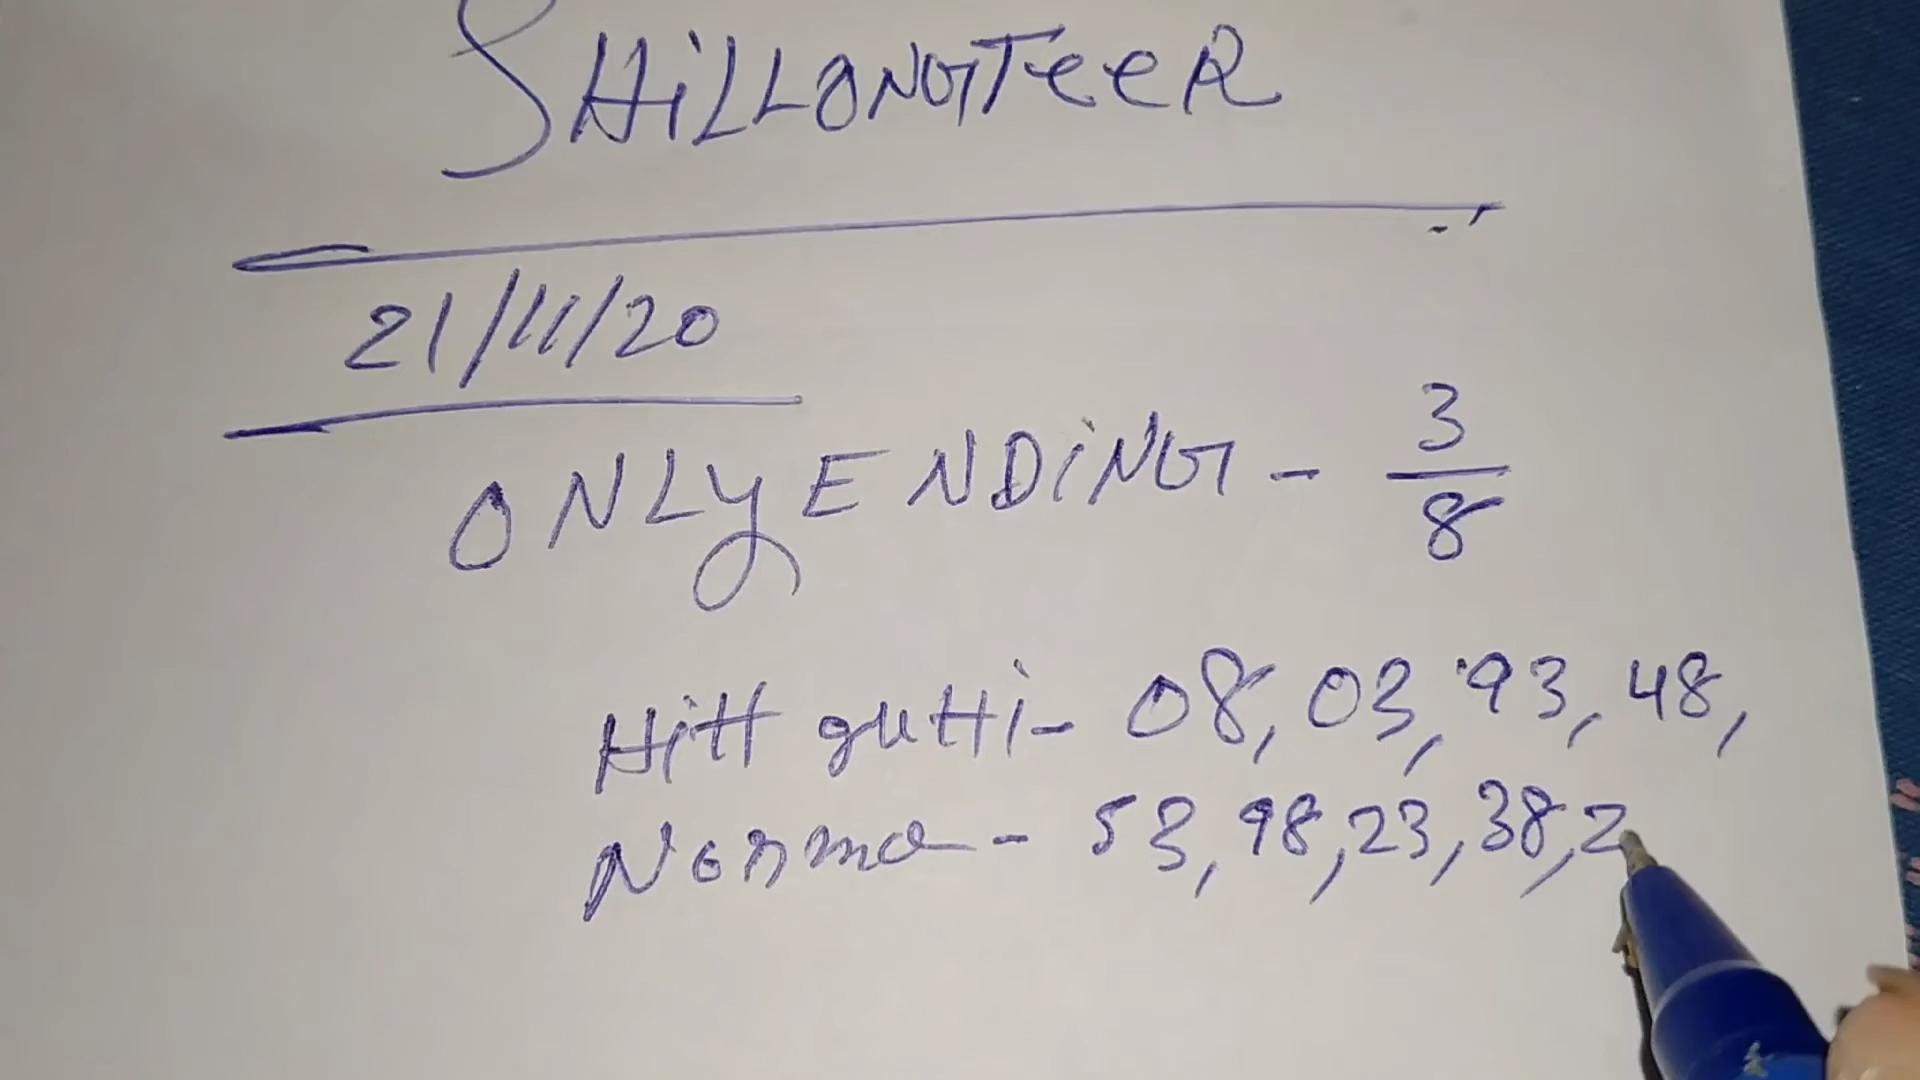 SHiLLONGTeeR
21/11/20
ONLY ENDiNG - 3/8
Hitt gutti - 08, 03, 93, 48,
Normal - 53, 98, 23, 38, 2